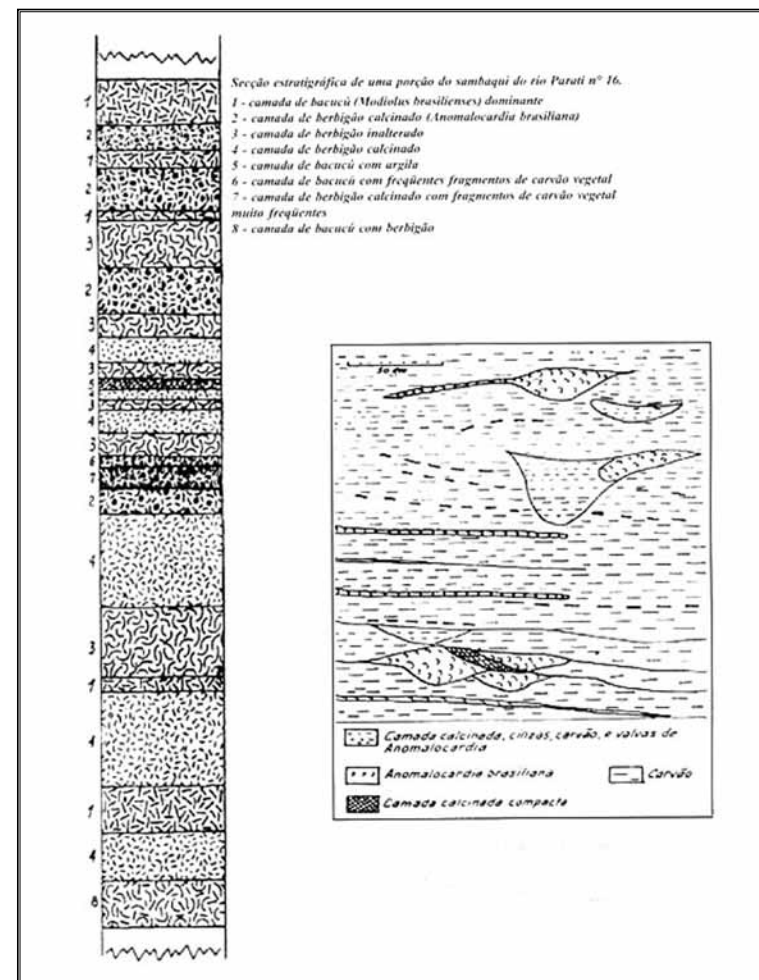 Secção estratigráfica de uma porção do sambaqui do rio Parati n° 16.
1 - camada de bacucú (Modiolus brasilienses) dominante
2 - camada de berbigão calcinado (Anomalocardia brasiliana)
3 - camada de berbigão inalterado
4 - camada de berbigão calcinado
5 - camada de bacucú com argila
6 - camada de bacucú com freqüentes fragmentos de carvão vegetal
7 - camada de berbigão calcinado com fragmentos de carvão vegetal
muito freqüentes
8 - camada de bacucú com berbigão
1
2
1
2
1
3
2
3
4
3
5
3
4
3
6
7
2
4
3
1
4
1
4
8
50 cm
Camada calcinada, cinzas, carvão, e valvas de
Anomalocardia
Anomalocardia brasiliana
Carvão
Camada calcinada compacta